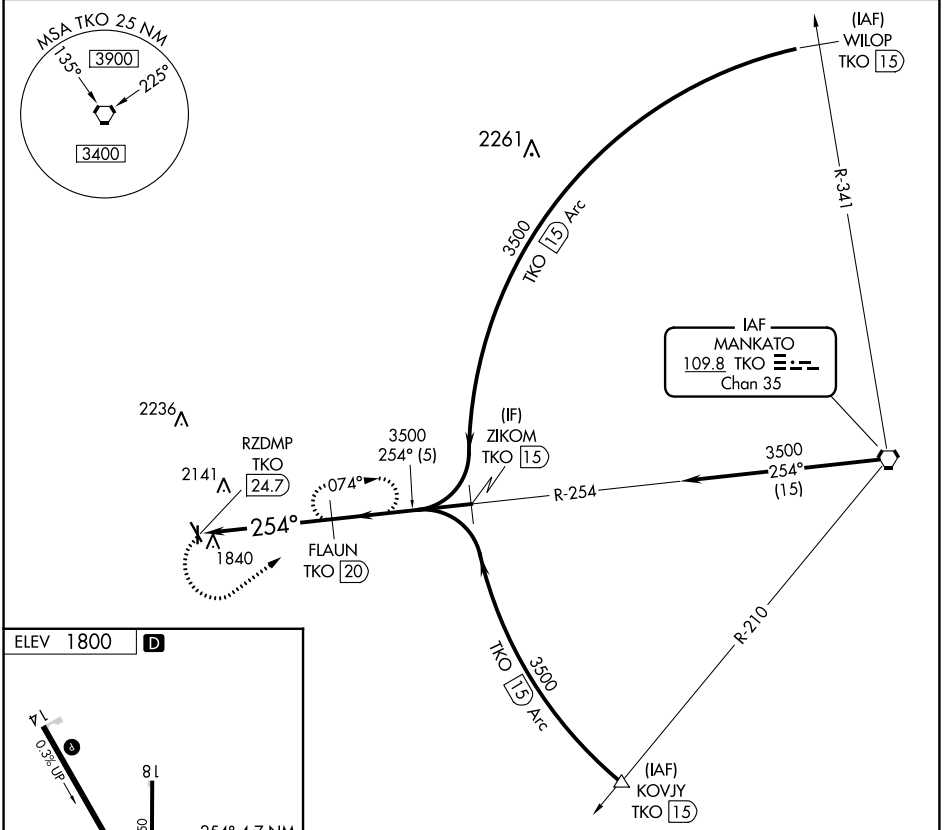 MSA TKO 25 NM
135°
3900
225°
3400
(IAF)
WILOP
TKO 15
2261
R-341
3500
TKO 15 Arc
IAF
MANKATO
109.8 TKO
Chan 35
2236
RZDMP
TKO
24.7
2141
3500
254° (5)
(IF)
ZIKOM
TKO 15
074°
R-254
3500
254°
(15)
254°
1840
FLAUN
TKO 20
R-210
3500
TKO 15 Arc
(IAF)
KOVJY
TKO 15
ELEV 1800 D
14
0.3% UP
P
18
50
254° 4.7 NM